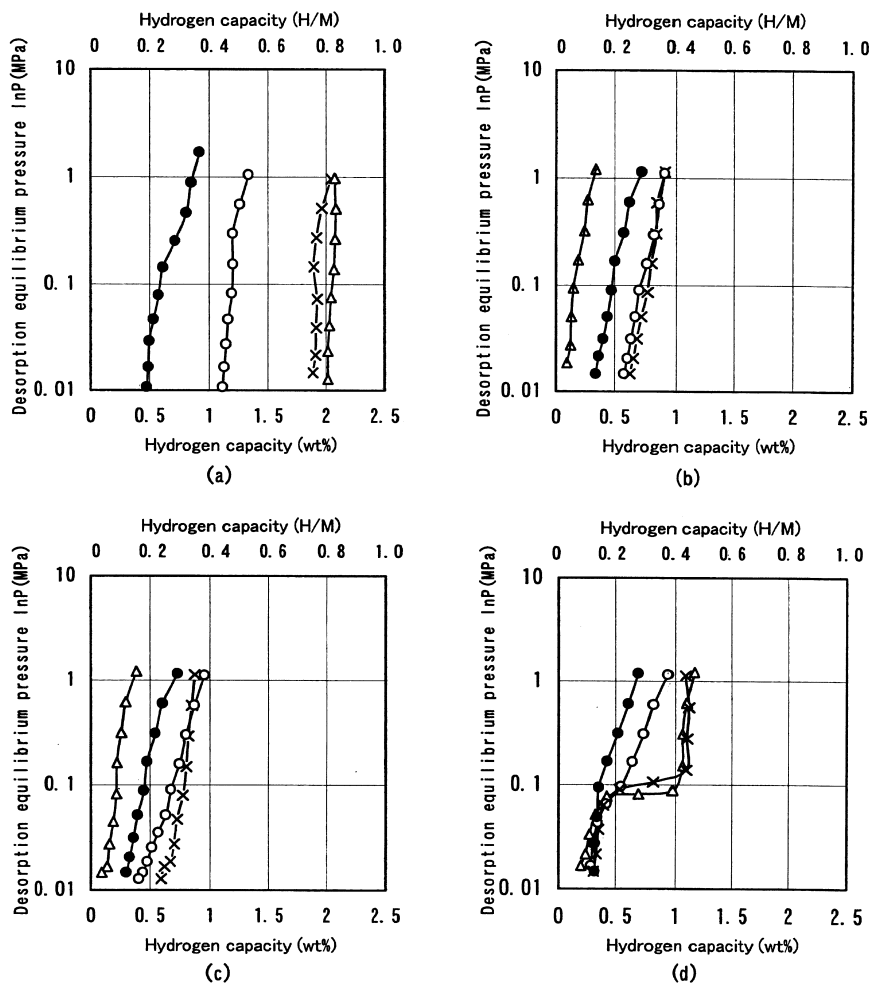 Hydrogen capacity (H/M)
0 0.2 0.4 0.6 0.8 1.0
Desorption equilibrium pressure lnP(MPa)
10
1
0.1
0.01
0 0.5 1 1.5 2 2.5
Hydrogen capacity (wt%)
(a)
Hydrogen capacity (H/M)
0 0.2 0.4 0.6 0.8 1.0
Desorption equilibrium pressure lnP(MPa)
10
1
0.1
0.01
0 0.5 1 1.5 2 2.5
Hydrogen capacity (wt%)
(b)
Hydrogen capacity (H/M)
0 0.2 0.4 0.6 0.8 1.0
Desorption equilibrium pressure lnP(MPa)
10
1
0.1
0.01
0 0.5 1 1.5 2 2.5
Hydrogen capacity (wt%)
(c)
Hydrogen capacity (H/M)
0 0.2 0.4 0.6 0.8 1.0
Desorption equilibrium pressure lnP(MPa)
10
1
0.1
0.01
0 0.5 1 1.5 2 2.5
Hydrogen capacity (wt%)
(d)